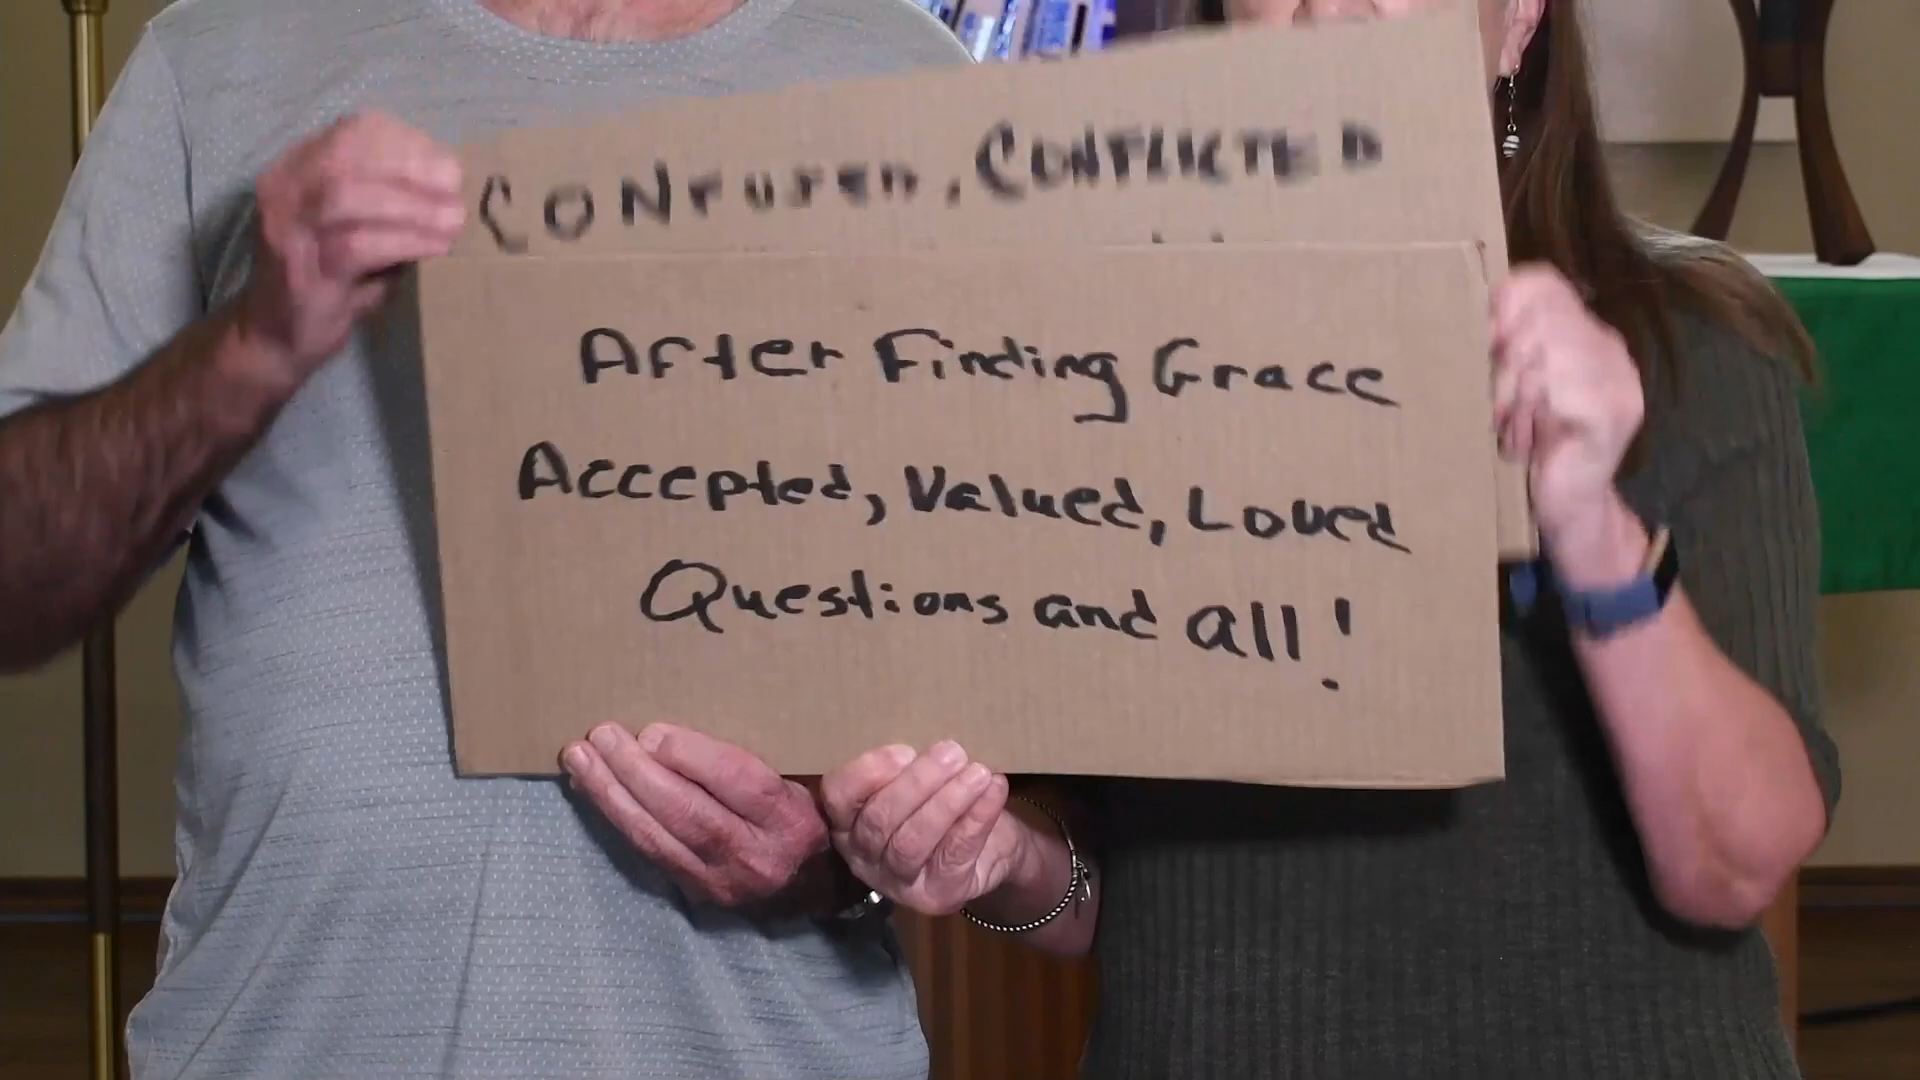 CONFUSED, CONFLICTED
After Finding Grace
Accepted, Valued, Loved
Questions and all!